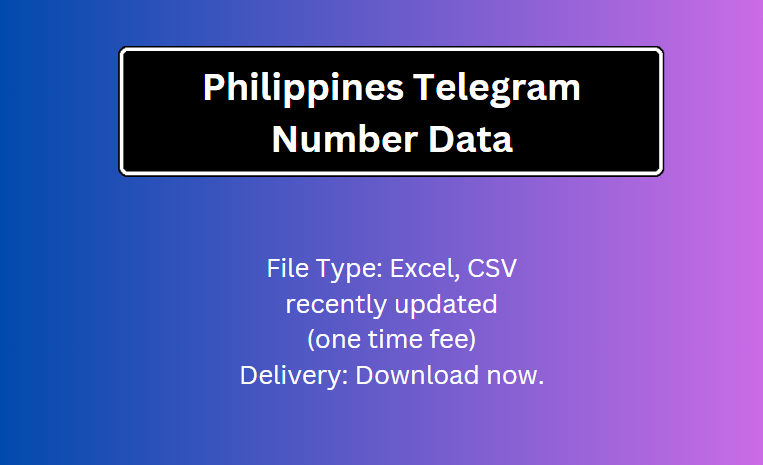 Philippines Telegram
Number Data
File Type: Excel, CSV
recently updated
(one time fee)
Delivery: Download now.